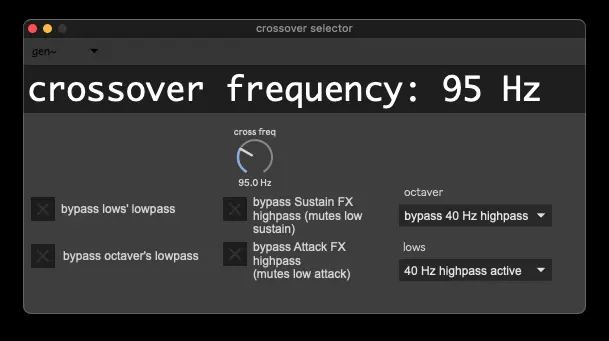 crossover selector
gen~
crossover frequency: 95 Hz
cross freq
95.0 Hz
bypass lows' lowpass
bypass octaver's lowpass
bypass Sustain FX
highpass (mutes low
sustain)
bypass Attack FX
highpass
(mutes low attack)
octaver
bypass 40 Hz highpass
lows
40 Hz highpass active